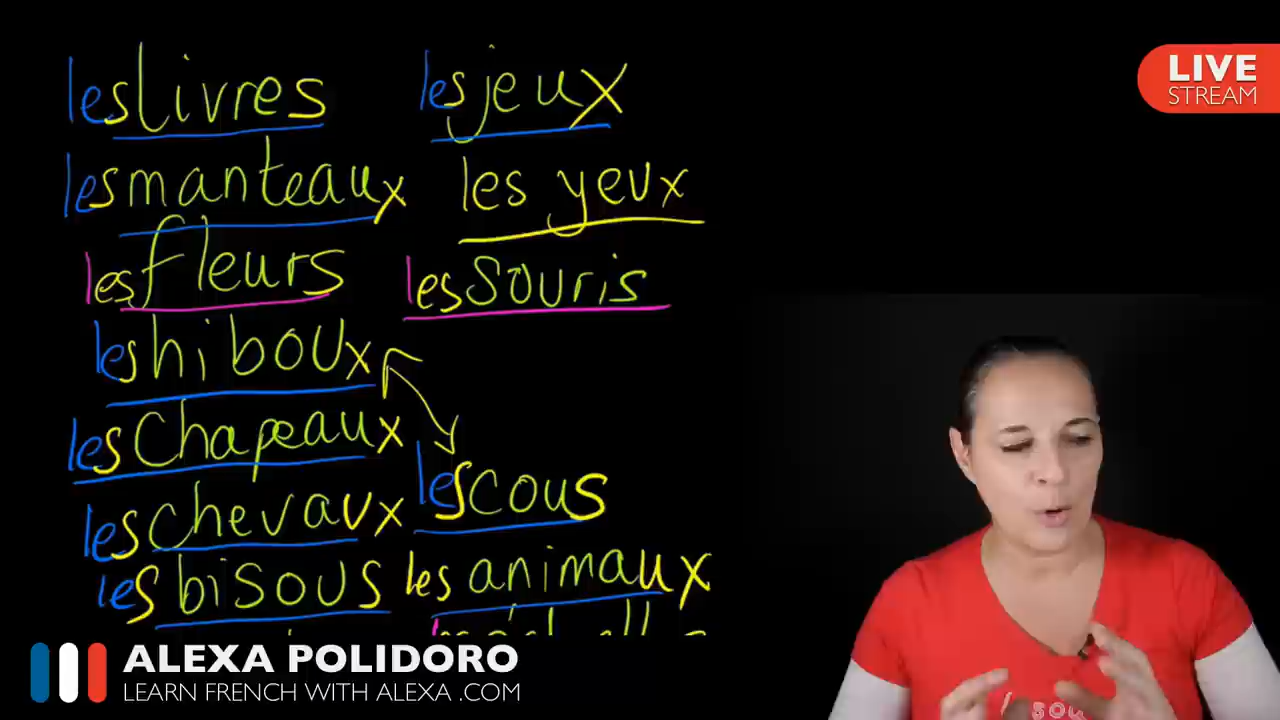 les livres
les manteaux
les fleurs
les hiboux
les Chapeaux
les chevaux
les bisous
les jeux
les yeux
les souris
les cous
les animaux
LIVE
STREAM
ALEXA POLIDORO
LEARN FRENCH WITH ALEXA .COM